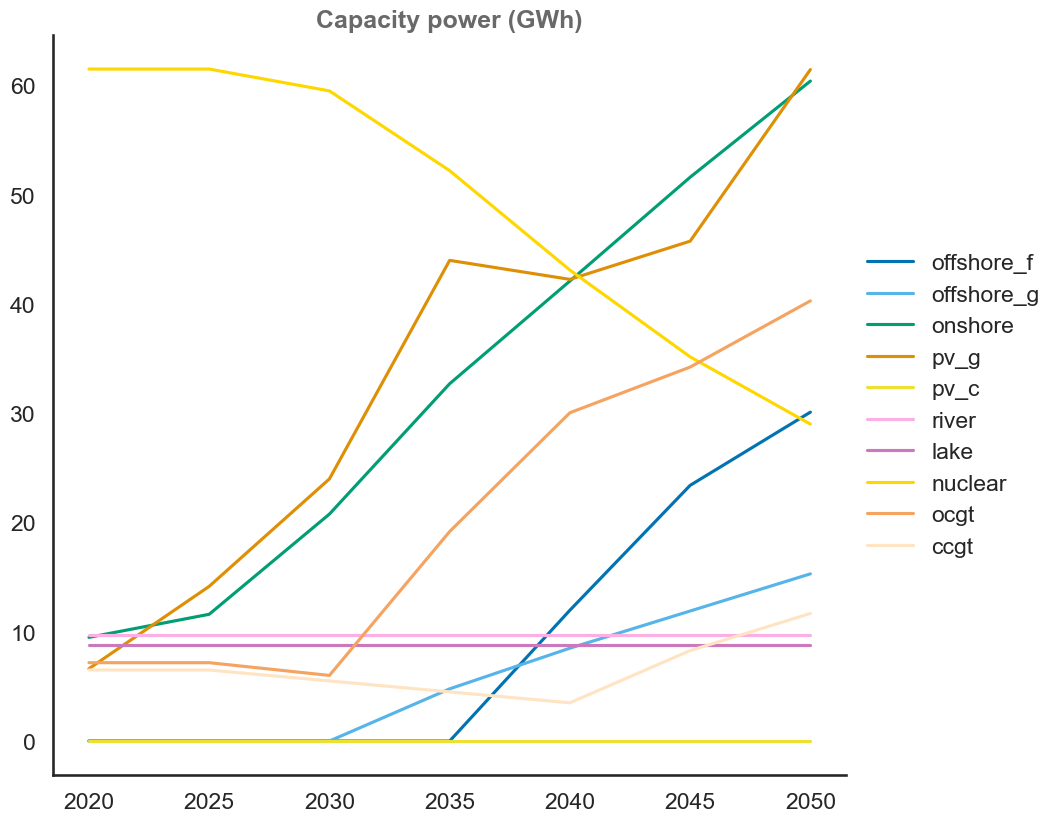 Capacity power (GWh)
60
50
40
30
20
10
0
2020 2025 2030 2035 2040 2045 2050
offshore_f
offshore_g
onshore
pv_g
pv_c
river
lake
nuclear
ocgt
ccgt